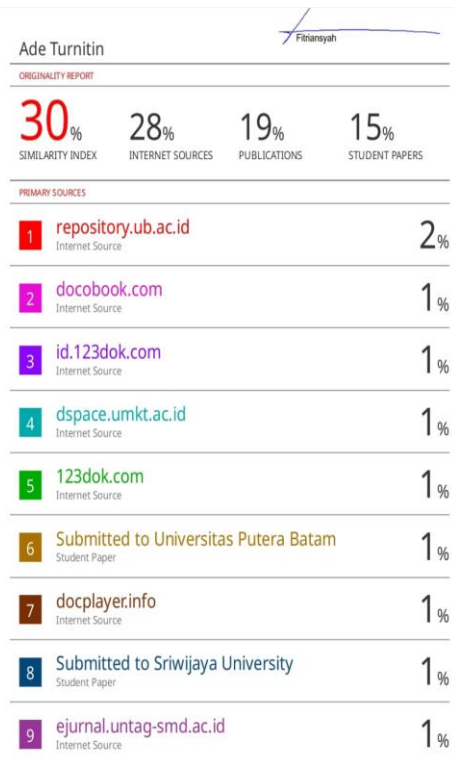 Fitriansyah
Ade Turnitin
ORIGINALITY REPORT
30% 28% 19% 15%
SIMILARITY INDEX INTERNET SOURCES PUBLICATIONS STUDENT PAPERS
PRIMARY SOURCES
1 repository.ub.ac.id 2%
Internet Source
2 docobook.com 1%
Internet Source
3 id.123dok.com 1%
Internet Source
4 dspace.umkt.ac.id 1%
Internet Source
5 123dok.com 1%
Internet Source
6 Submitted to Universitas Putera Batam 1%
Student Paper
7 docplayer.info 1%
Internet Source
8 Submitted to Sriwijaya University 1%
Student Paper
9 ejurnal.untag-smd.ac.id 1%
Internet Source